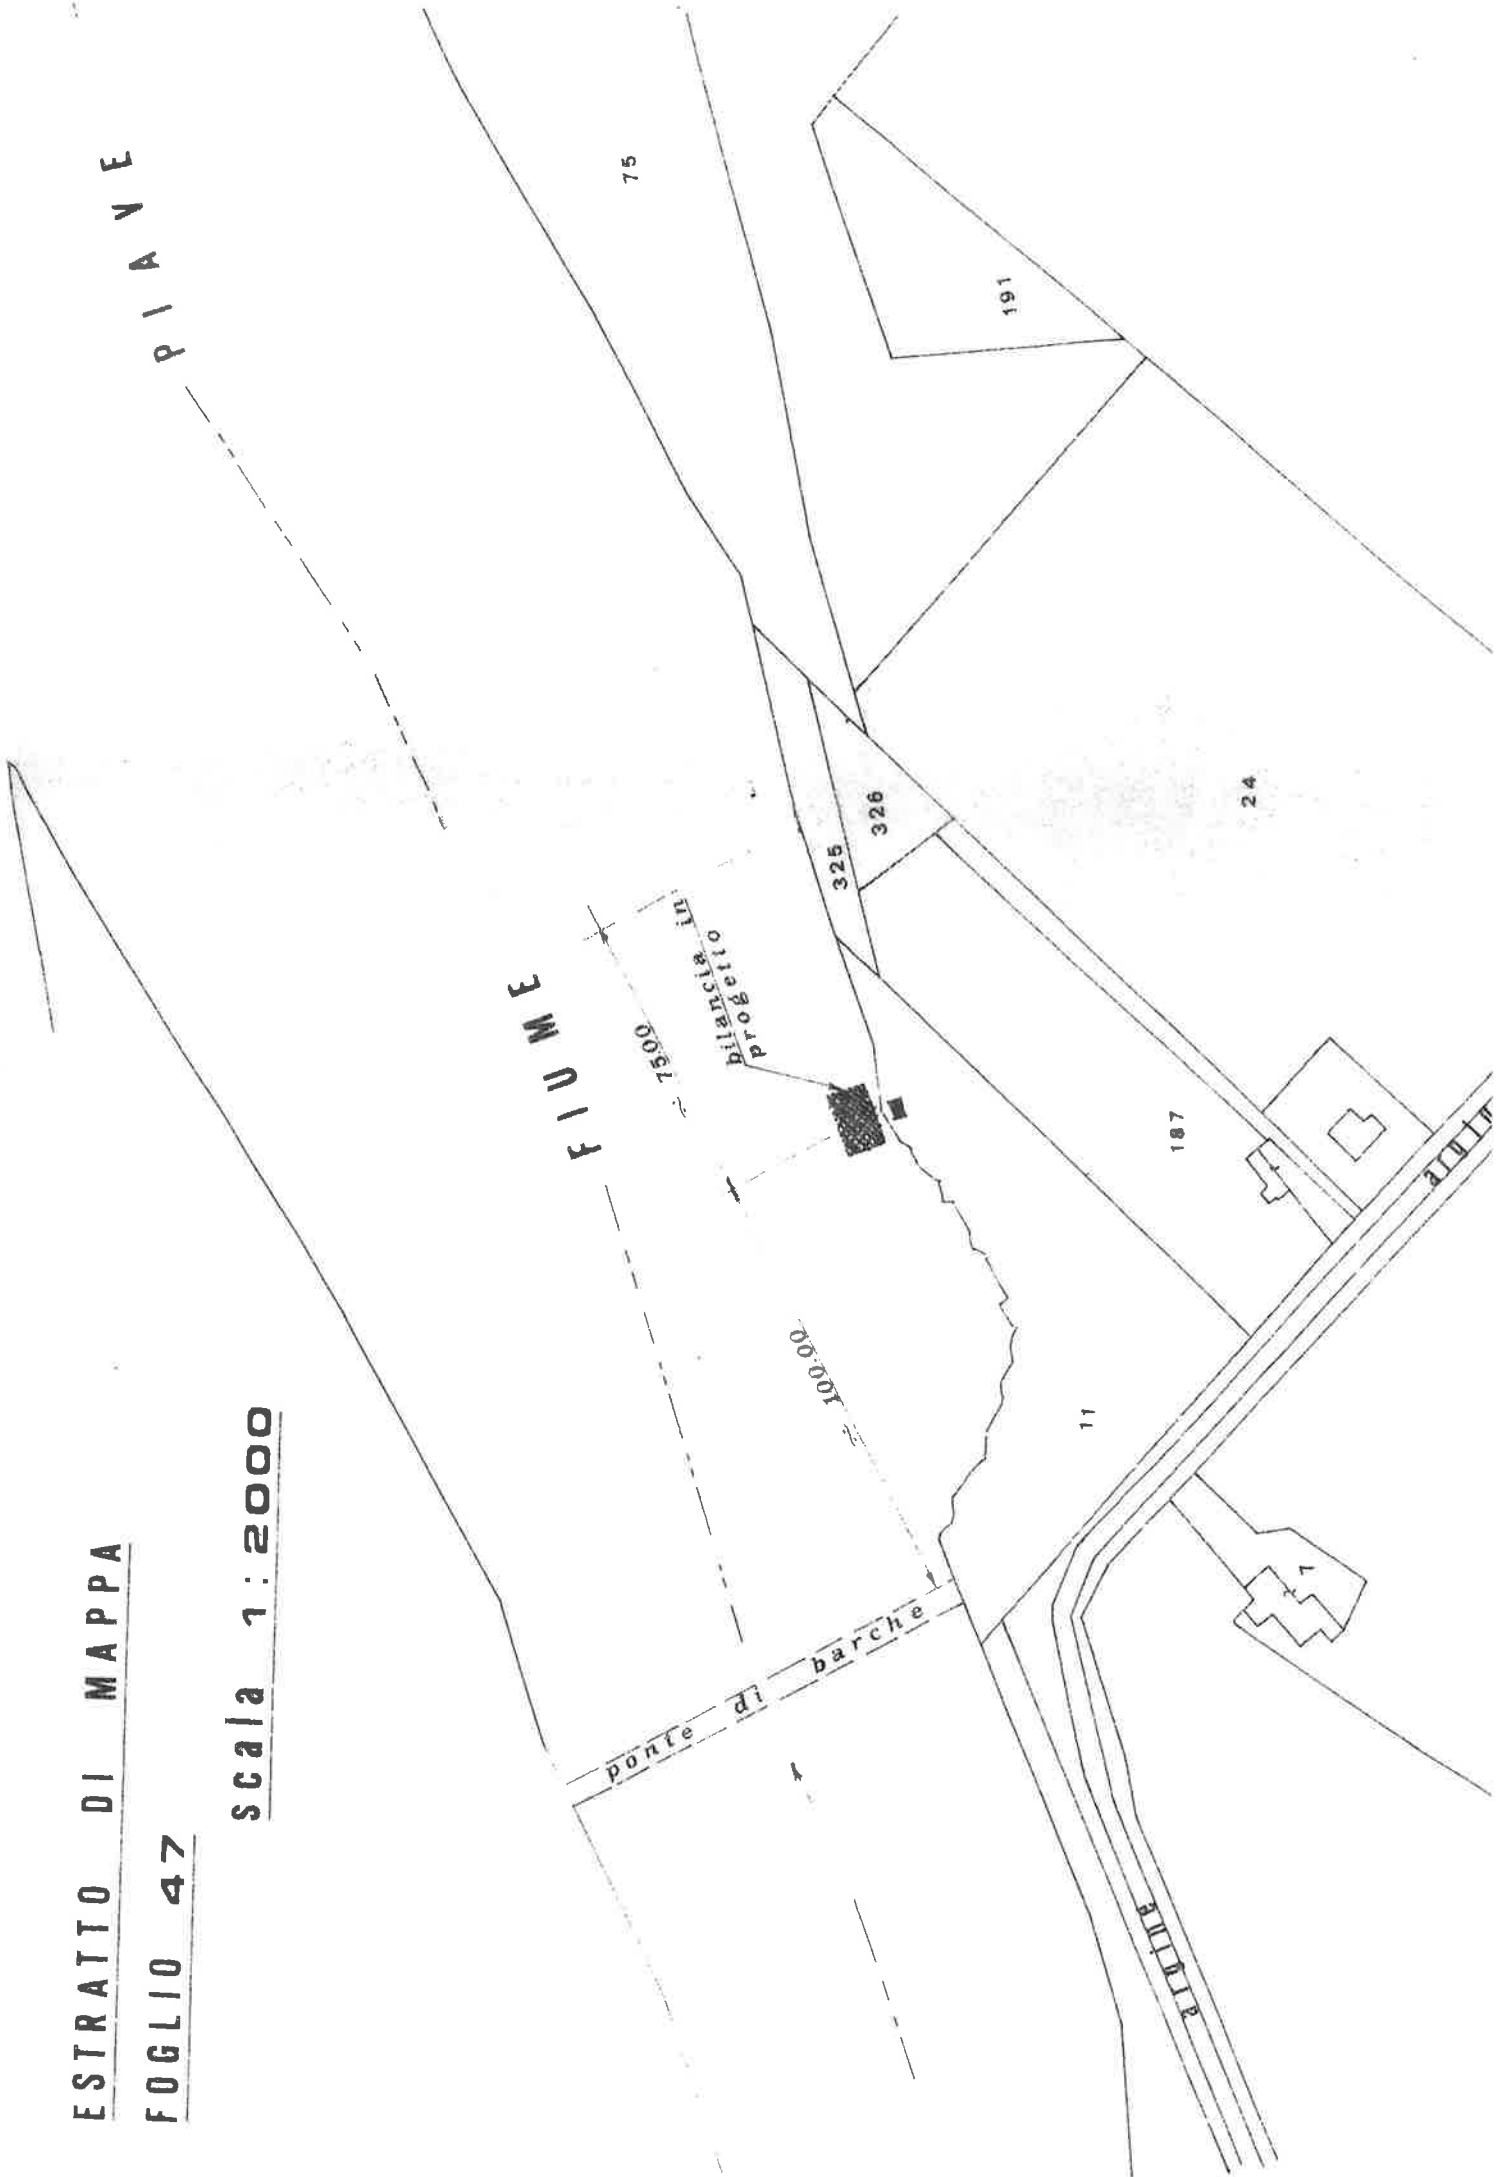 ESTRATTO DI MAPPA
FOGLIO 47
scala 1:2000
FIUME PIAVE
75
191
bilancia in
progetto
~ 75.00
~ 100.00
325
326
24
187
11
ponte di barche
argine